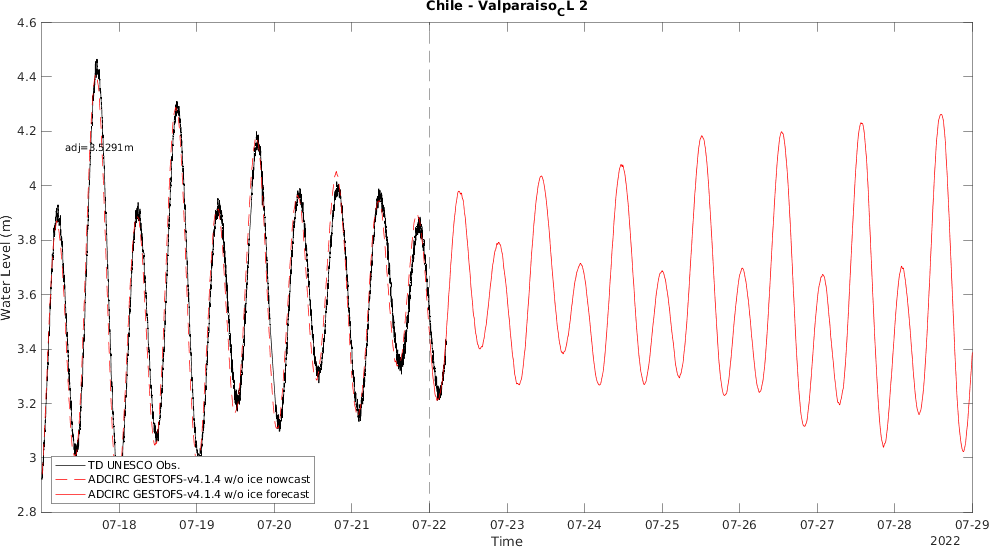 Chile - Valparaiso_CL 2
4.6
4.4
4.2
4
3.8
3.6
3.4
3.2
3
2.8
Water Level (m)
adj=3.5291m
TD UNESCO Obs.
ADCIRC GESTOFS-v4.1.4 w/o ice nowcast
ADCIRC GESTOFS-v4.1.4 w/o ice forecast
07-18 07-19 07-20 07-21 07-22 07-23 07-24 07-25 07-26 07-27 07-28 07-29
Time
2022